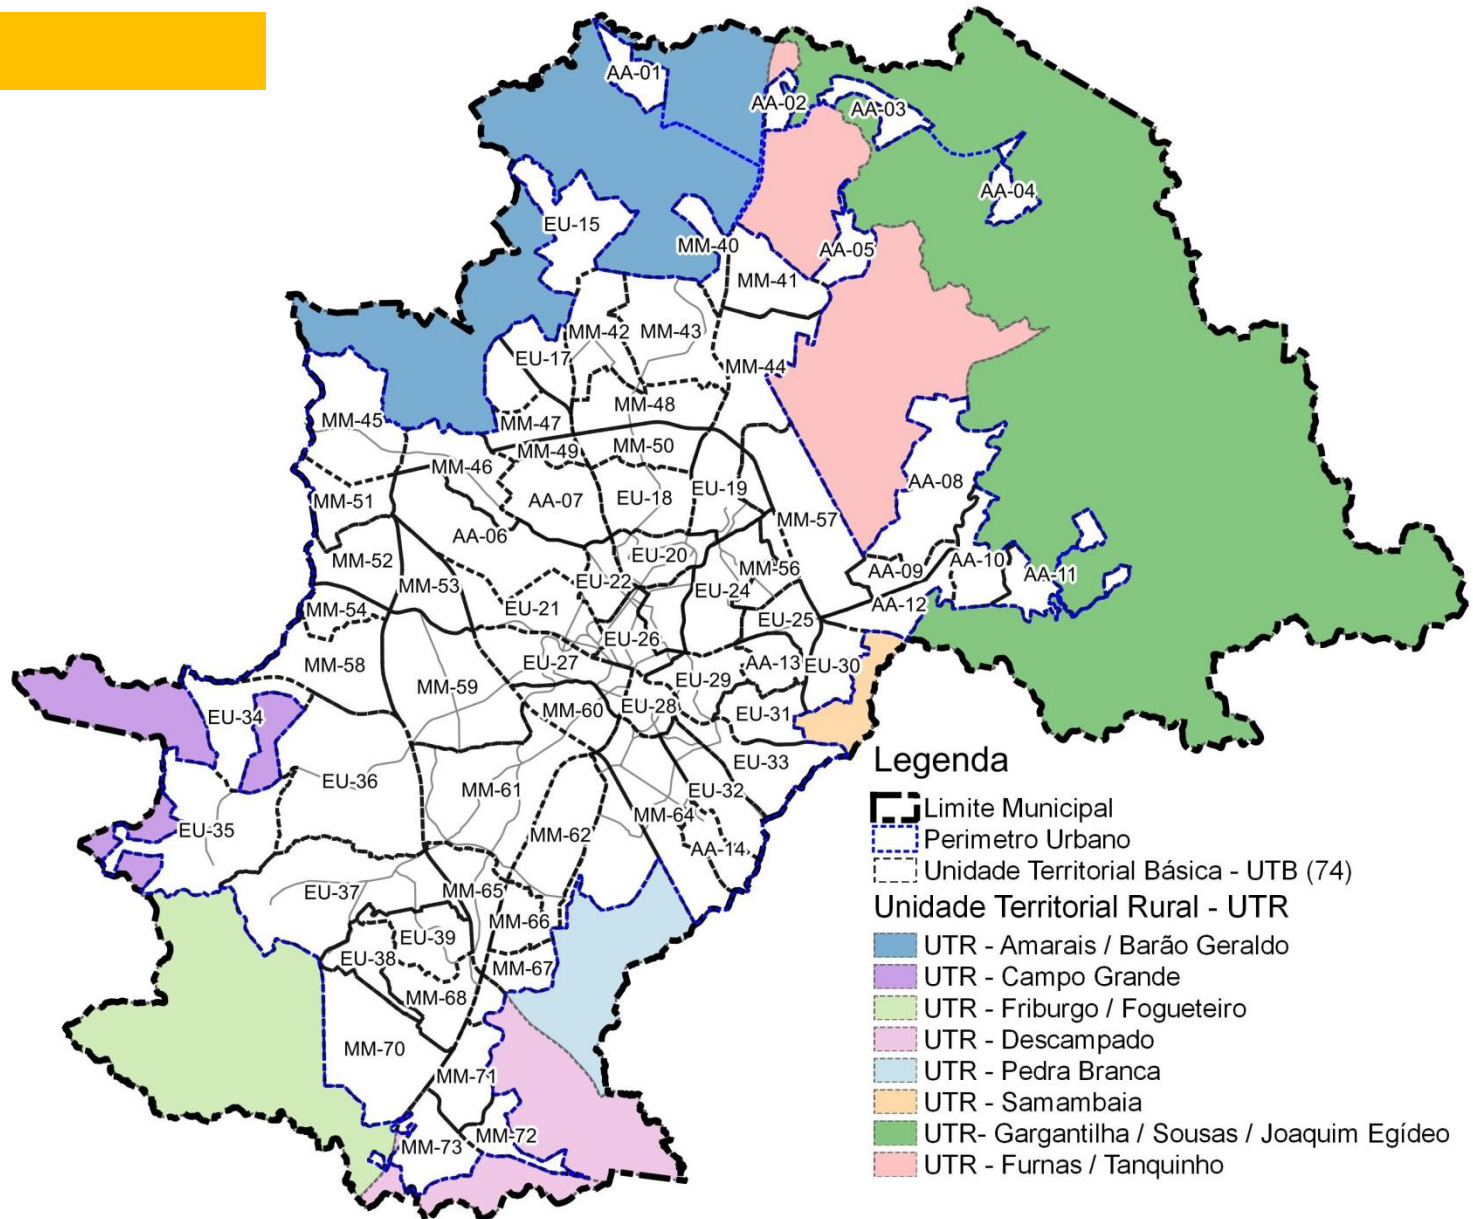 AA-01
AA-02
AA-03
AA-04
EU-15
MM-40
AA-05
MM-41
MM-42
MM-43
EU-17
MM-44
MM-48
MM-45
MM-47
MM-49
MM-50
MM-46
AA-08
EU-19
AA-07
EU-18
MM-51
MM-57
AA-06
EU-20
MM-52
AA-10
MM-56
AA-09
AA-11
EU-22
MM-53
EU-24
AA-12
MM-54
EU-21
EU-25
EU-26
EU-27
AA-13
EU-30
MM-58
EU-29
MM-59
EU-28
MM-60
EU-31
EU-34
EU-33
EU-36
MM-61
EU-32
MM-64
EU-35
MM-62
AA-14
EU-37
MM-65
MM-66
EU-39
EU-38
MM-67
MM-68
MM-70
MM-71
MM-72
MM-73
Legenda
Limite Municipal
Perimetro Urbano
Unidade Territorial Básica - UTB (74)
Unidade Territorial Rural - UTR
UTR - Amarais / Barão Geraldo
UTR - Campo Grande
UTR - Friburgo / Fogueteiro
UTR - Descampado
UTR - Pedra Branca
UTR - Samambaia
UTR- Gargantilha / Sousas / Joaquim Egídeo
UTR - Furnas / Tanquinho